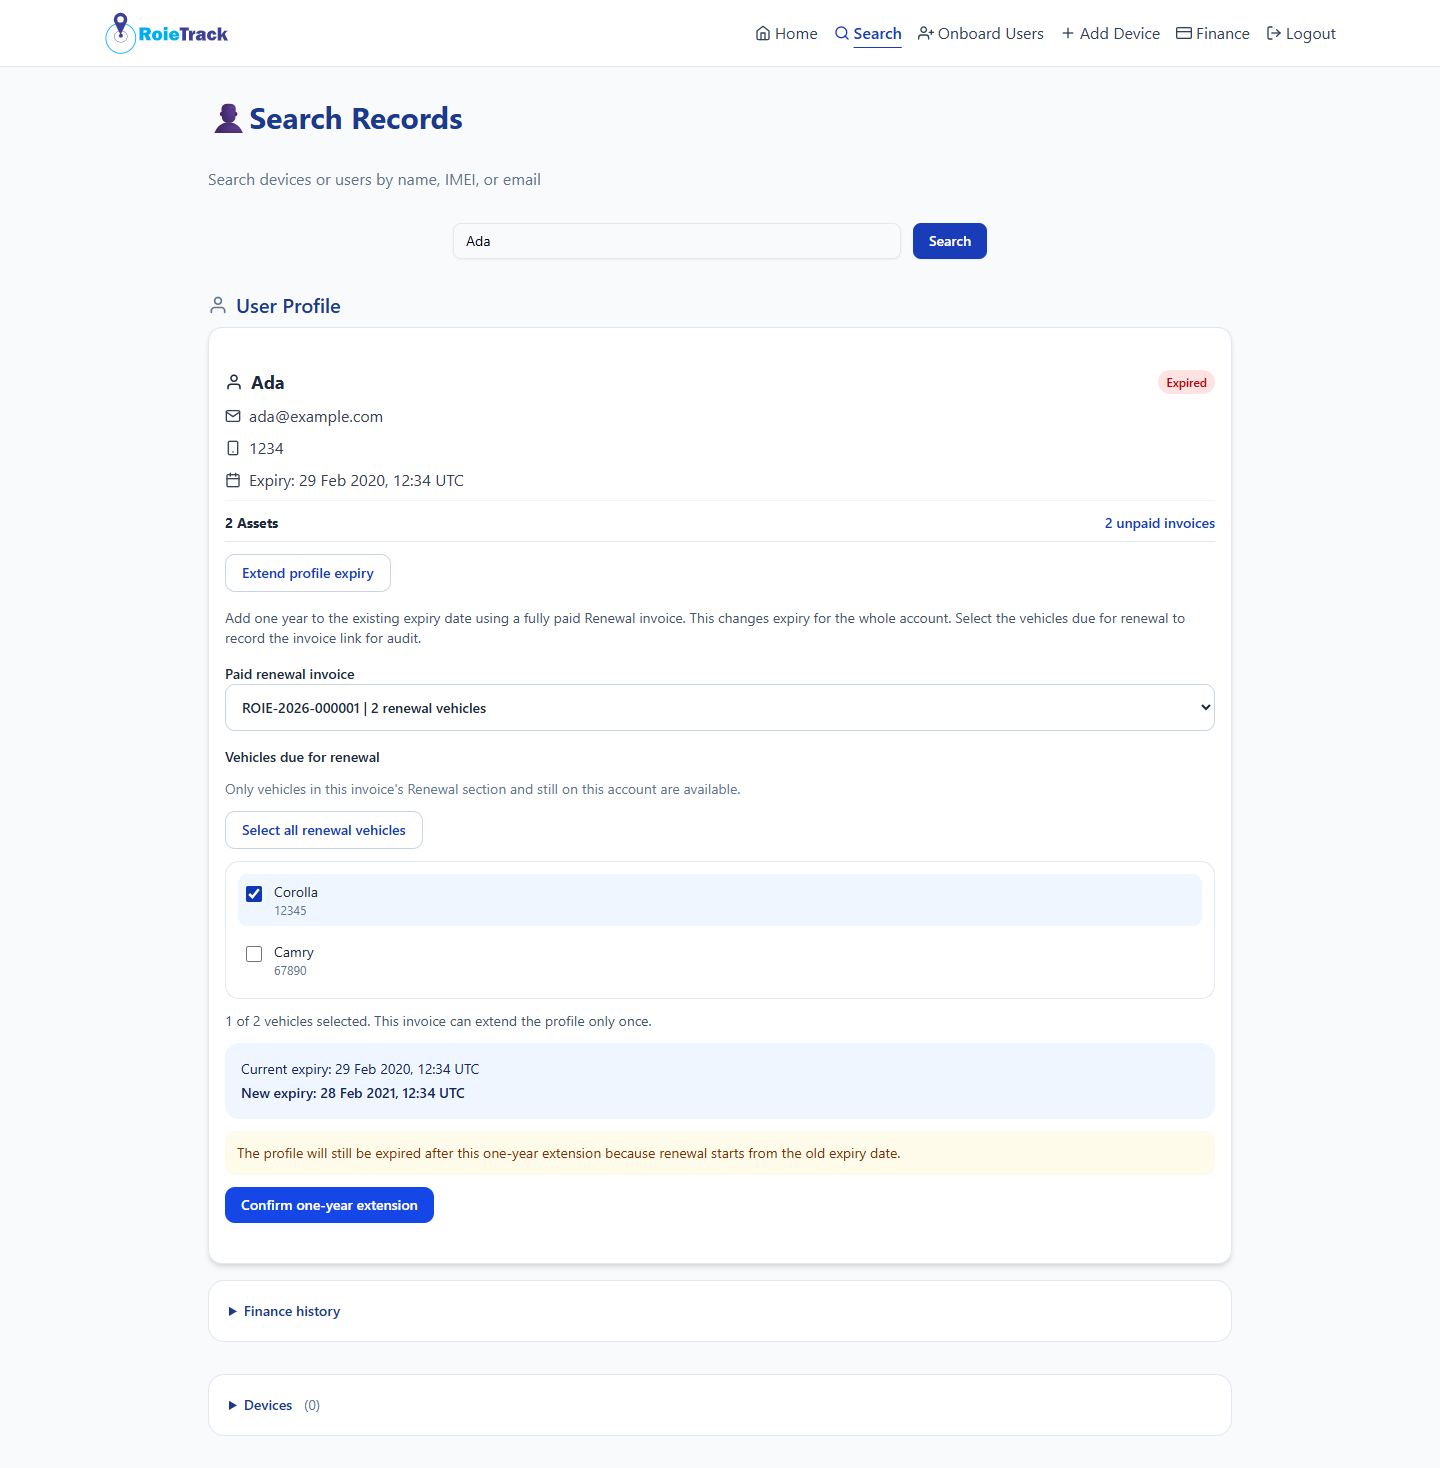 RoieTrack
Home Search Onboard Users Add Device Finance Logout
Search Records
Search devices or users by name, IMEI, or email
Ada Search
User Profile
Ada Expired
ada@example.com
1234
Expiry: 29 Feb 2020, 12:34 UTC
2 Assets 2 unpaid invoices
Extend profile expiry
Add one year to the existing expiry date using a fully paid Renewal invoice. This changes expiry for the whole account. Select the vehicles due for renewal to
record the invoice link for audit.
Paid renewal invoice
ROIE-2026-000001 | 2 renewal vehicles
Vehicles due for renewal
Only vehicles in this invoice's Renewal section and still on this account are available.
Select all renewal vehicles
Corolla
12345
Camry
67890
1 of 2 vehicles selected. This invoice can extend the profile only once.
Current expiry: 29 Feb 2020, 12:34 UTC
New expiry: 28 Feb 2021, 12:34 UTC
The profile will still be expired after this one-year extension because renewal starts from the old expiry date.
Confirm one-year extension
Finance history
Devices (0)